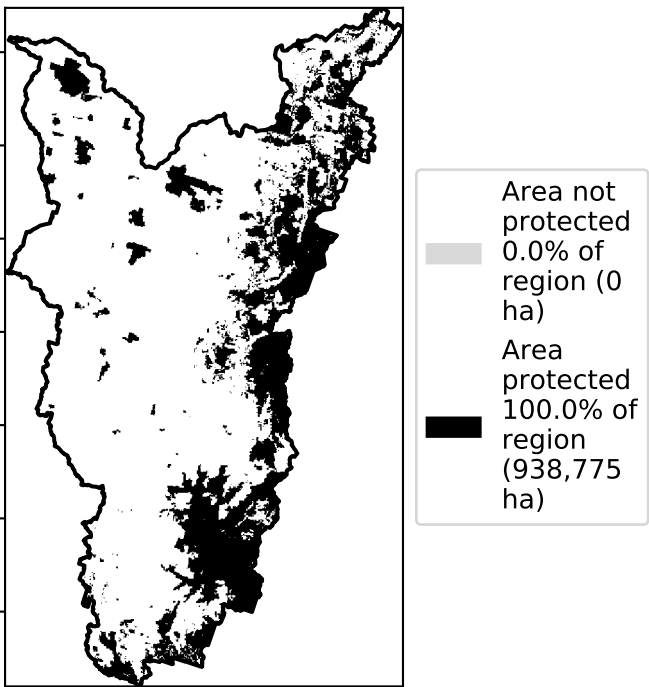 Area not
protected
0.0% of
region (0
ha)
Area
protected
100.0% of
region
(938,775
ha)